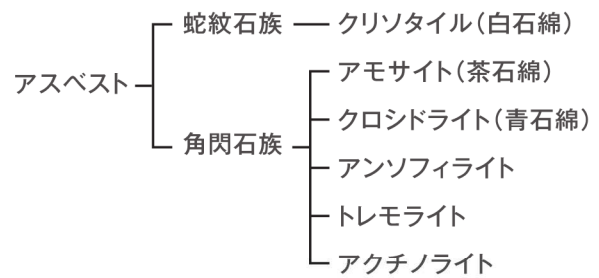 アスベスト
蛇紋石族
クリソタイル（白石綿）
角閃石族
アモサイト（茶石綿）
クロシドライト（青石綿）
アンソフィライト
トレモライト
アクチノライト